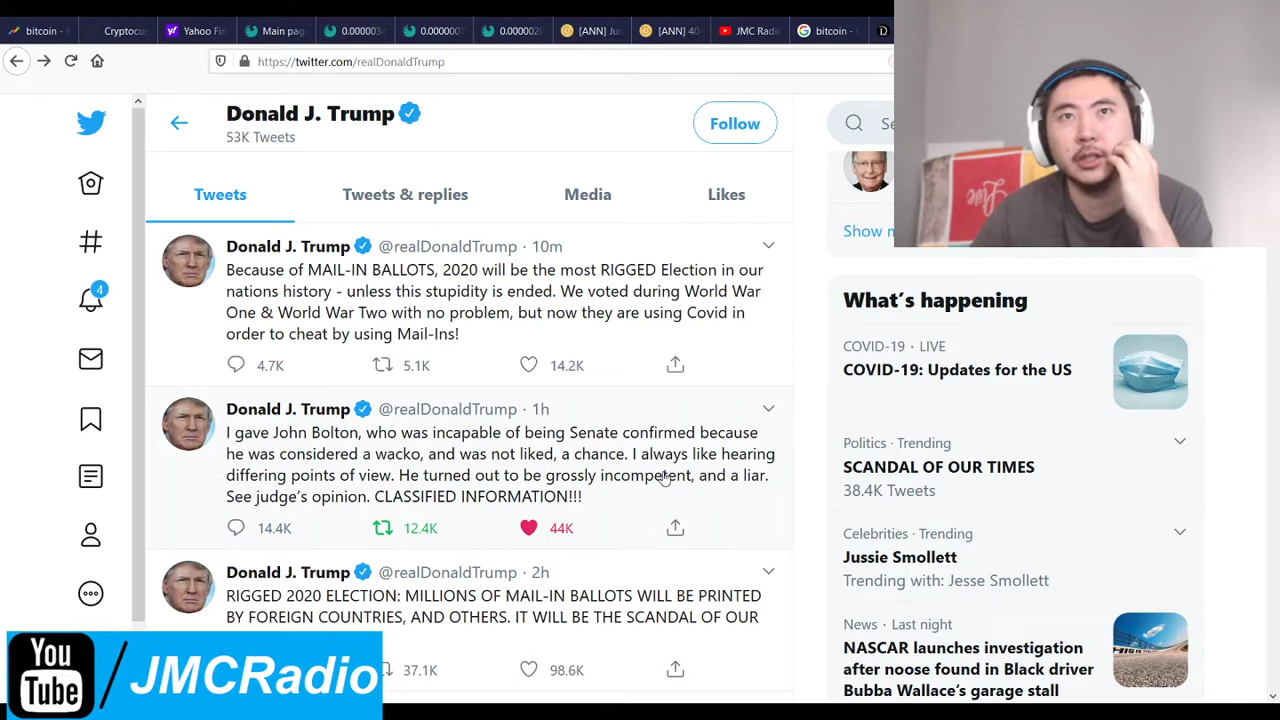 bitcoin -
Cryptocur
Yahoo Fin
Main pag
0.0000034
0.0000007
0.0000020
[ANN] Jun
[ANN] 40
JMC Radi
bitcoin -
https://twitter.com/realDonaldTrump
Donald J. Trump
53K Tweets
Follow
Tweets
Tweets & replies
Media
Likes
Donald J. Trump @realDonaldTrump · 10m
Because of MAIL-IN BALLOTS, 2020 will be the most RIGGED Election in our
nations history - unless this stupidity is ended. We voted during World War
One & World War Two with no problem, but now they are using Covid in
order to cheat by using Mail-Ins!
4.7K
5.1K
14.2K
Donald J. Trump @realDonaldTrump · 1h
I gave John Bolton, who was incapable of being Senate confirmed because
he was considered a wacko, and was not liked, a chance. I always like hearing
differing points of view. He turned out to be grossly incompetent, and a liar.
See judge's opinion. CLASSIFIED INFORMATION!!!
14.4K
12.4K
44K
Donald J. Trump @realDonaldTrump · 2h
RIGGED 2020 ELECTION: MILLIONS OF MAIL-IN BALLOTS WILL BE PRINTED
BY FOREIGN COUNTRIES, AND OTHERS. IT WILL BE THE SCANDAL OF OUR
37.1K
98.6K
4
Se
Show m
What's happening
COVID-19 · LIVE
COVID-19: Updates for the US
Politics · Trending
SCANDAL OF OUR TIMES
38.4K Tweets
Celebrities · Trending
Jussie Smollett
Trending with: Jesse Smollett
News · Last night
NASCAR launches investigation
after noose found in Black driver
Bubba Wallace's garage stall
Live
You
Tube
/ JMCRadio